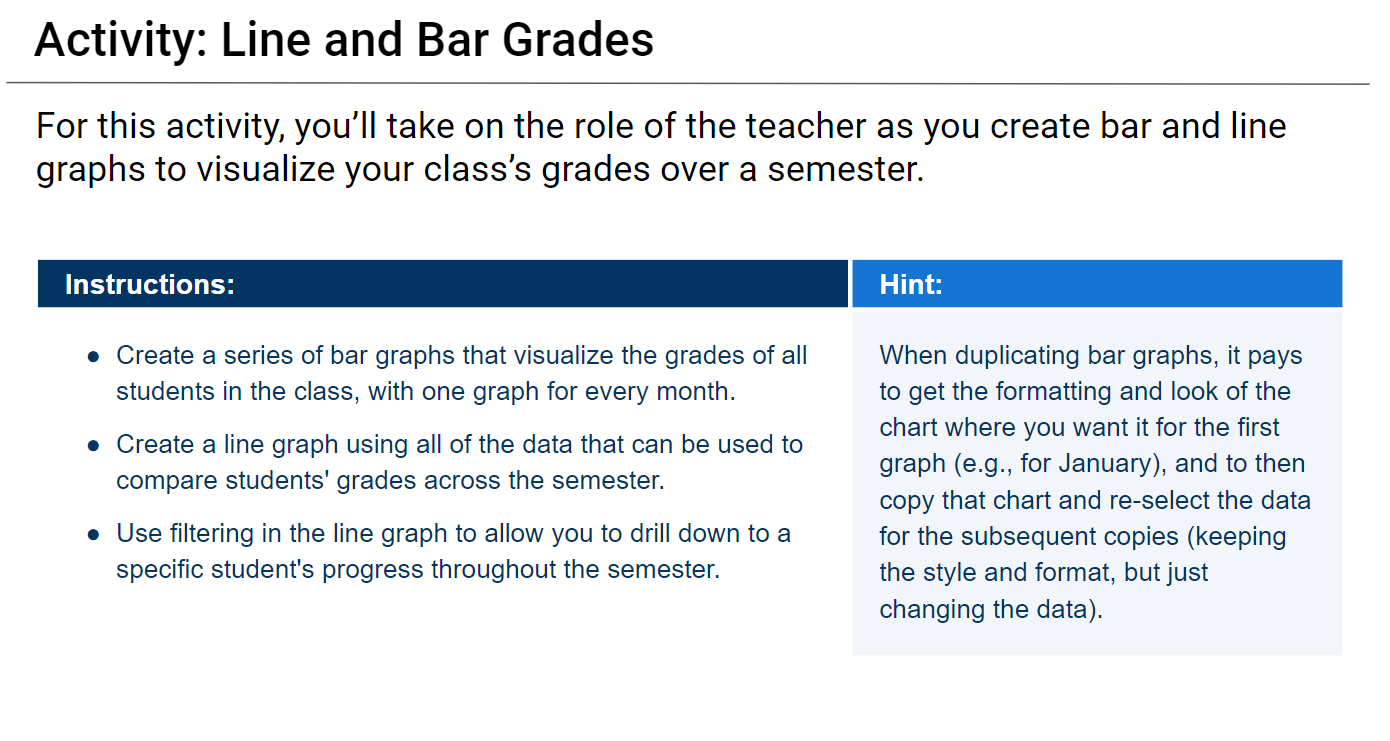 Activity: Line and Bar Grades
For this activity, you’ll take on the role of the teacher as you create bar and line
graphs to visualize your class’s grades over a semester.
Instructions:
● Create a series of bar graphs that visualize the grades of all
students in the class, with one graph for every month.
● Create a line graph using all of the data that can be used to
compare students' grades across the semester.
● Use filtering in the line graph to allow you to drill down to a
specific student's progress throughout the semester.
Hint:
When duplicating bar graphs, it pays
to get the formatting and look of the
chart where you want it for the first
graph (e.g., for January), and to then
copy that chart and re-select the data
for the subsequent copies (keeping
the style and format, but just
changing the data).